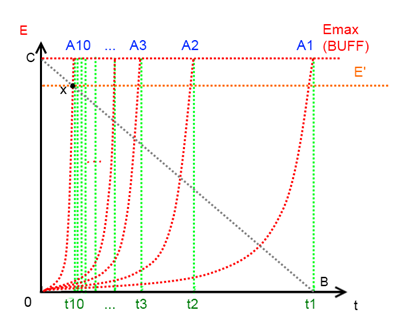 E
Emax
(BUFF)
A10 ... A3 A2 A1
C
E'
x
...
B
0
t10 ... t3 t2 t1 t